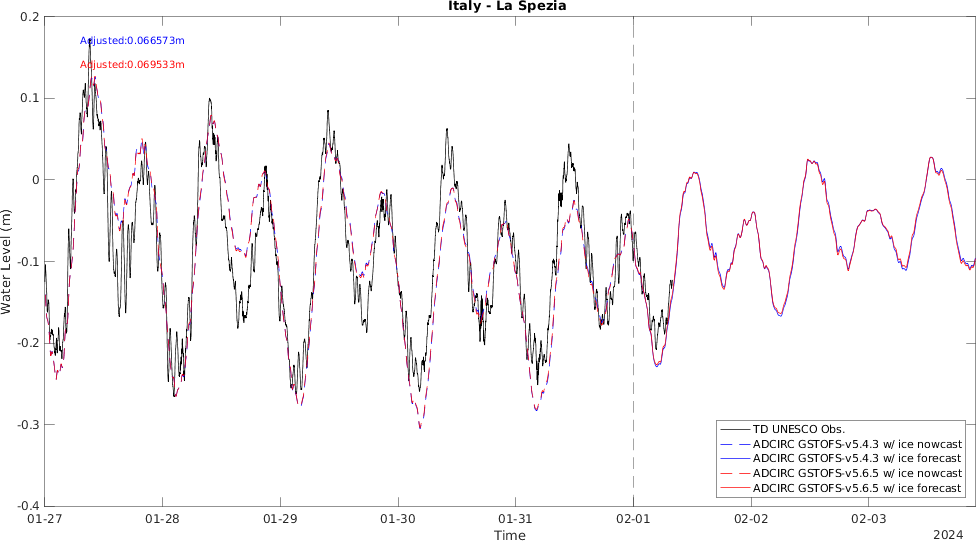 Italy - La Spezia
Adjusted:0.066573m
Adjusted:0.069533m
Water Level (m)
0.2
0.1
0
-0.1
-0.2
-0.3
-0.4
TD UNESCO Obs.
ADCIRC GSTOFS-v5.4.3 w/ ice nowcast
ADCIRC GSTOFS-v5.4.3 w/ ice forecast
ADCIRC GSTOFS-v5.6.5 w/ ice nowcast
ADCIRC GSTOFS-v5.6.5 w/ ice forecast
01-27 01-28 01-29 01-30 01-31 02-01 02-02 02-03
Time
2024